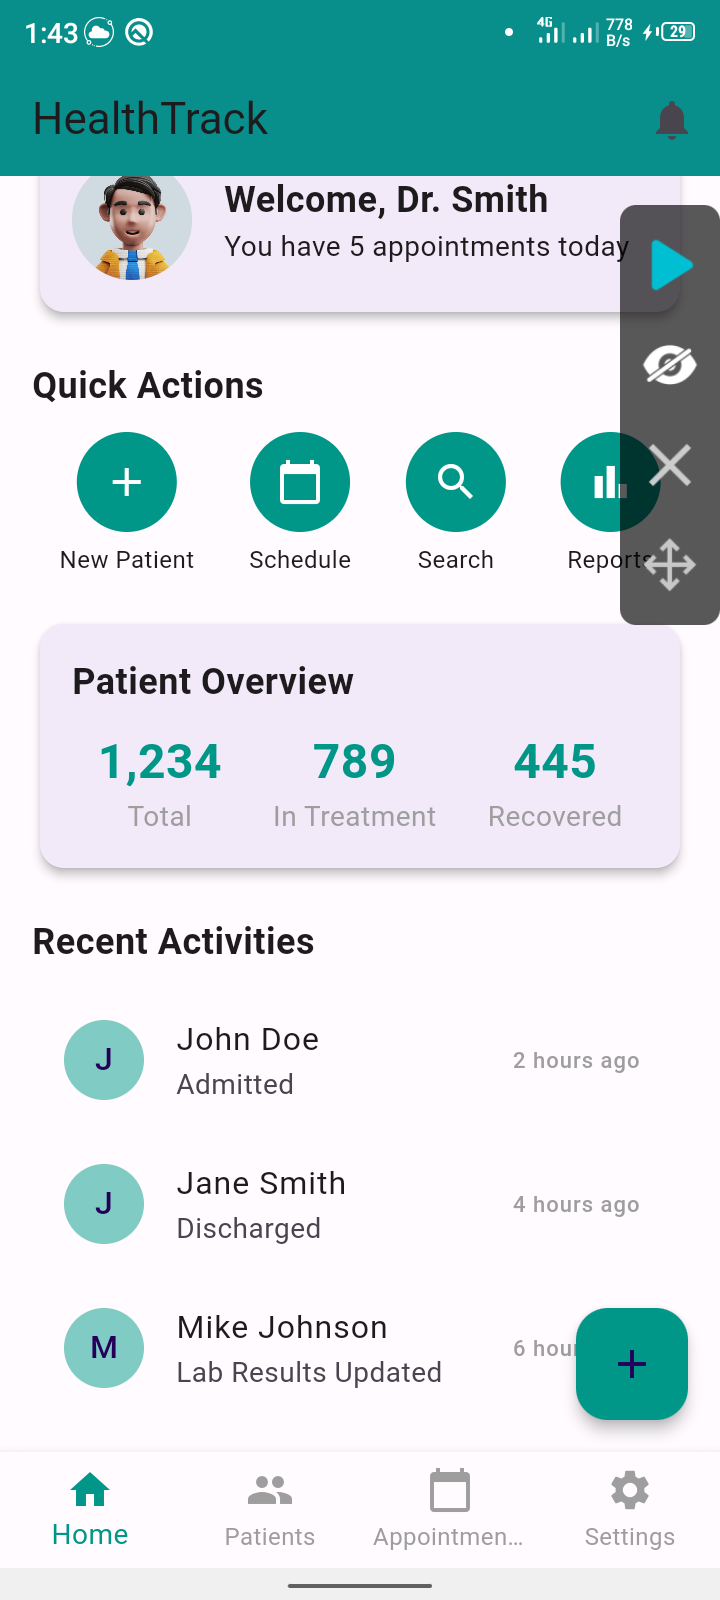 1:43 4G 778 B/s 29
HealthTrack
Welcome, Dr. Smith
You have 5 appointments today
Quick Actions
New Patient Schedule Search Reports
Patient Overview
1,234 789 445
Total In Treatment Recovered
Recent Activities
J John Doe
Admitted
2 hours ago
J Jane Smith
Discharged
4 hours ago
M Mike Johnson
Lab Results Updated
6 hour
Home Patients Appointmen... Settings